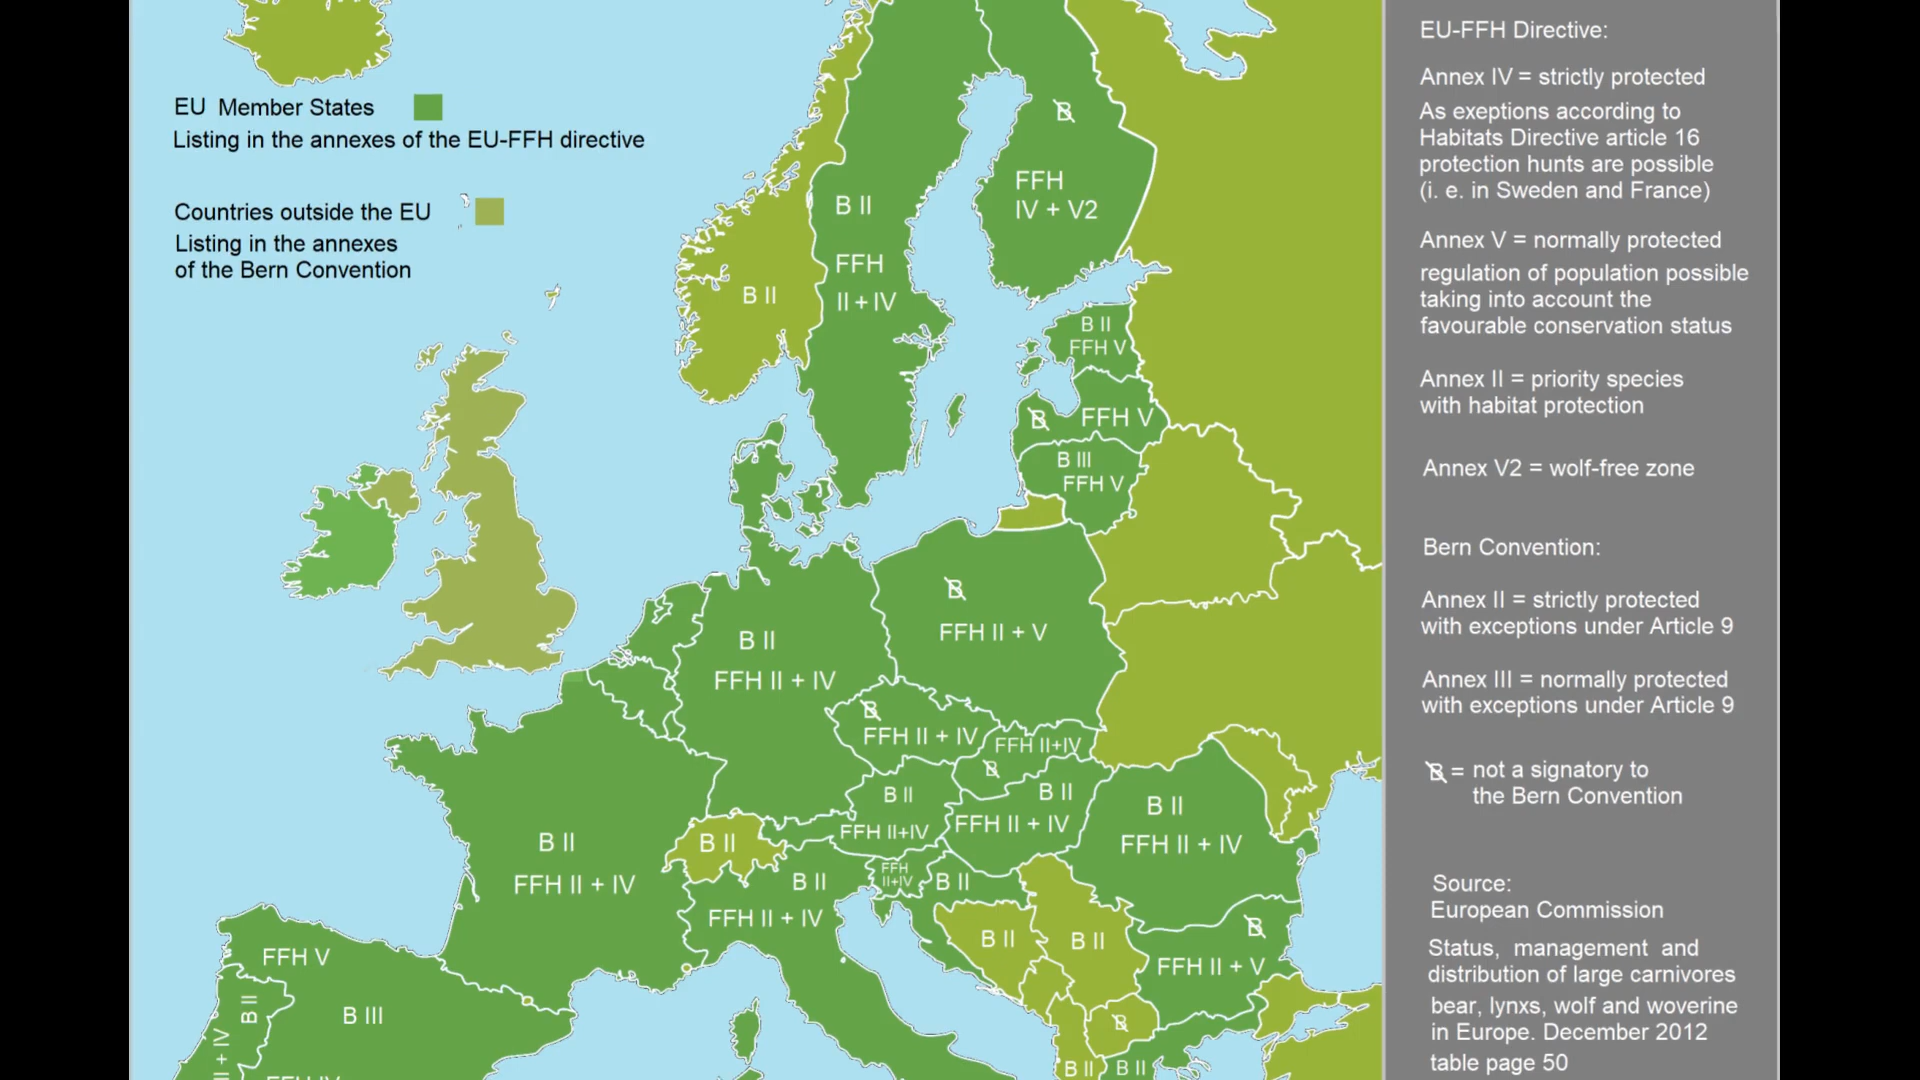 EU Member States
Listing in the annexes of the EU-FFH directive
Countries outside the EU
Listing in the annexes
of the Bern Convention
B
FFH
IV + V2
B II
FFH
II + IV
B II
B II
FFH V
B FFH V
B III
FFH V
B
FFH II + V
B II
FFH II + IV
B
FFH II + IV
FFH II+IV
B
B II
FFH II+IV
B II
FFH II + IV
B II
FFH II + IV
B II
FFH II + IV
B II
B II
FFH II + IV
FFH
II+IV
B II
B II
B II
B
FFH II + V
B
B II
B II
FFH V
B III
B II
II + IV
EU-FFH Directive:
Annex IV = strictly protected
As exeptions according to
Habitats Directive article 16
protection hunts are possible
(i. e. in Sweden and France)
Annex V = normally protected
regulation of population possible
taking into account the
favourable conservation status
Annex II = priority species
with habitat protection
Annex V2 = wolf-free zone
Bern Convention:
Annex II = strictly protected
with exceptions under Article 9
Annex III = normally protected
with exceptions under Article 9
B = not a signatory to
the Bern Convention
Source:
European Commission
Status, management and
distribution of large carnivores
bear, lynxs, wolf and woverine
in Europe. December 2012
table page 50